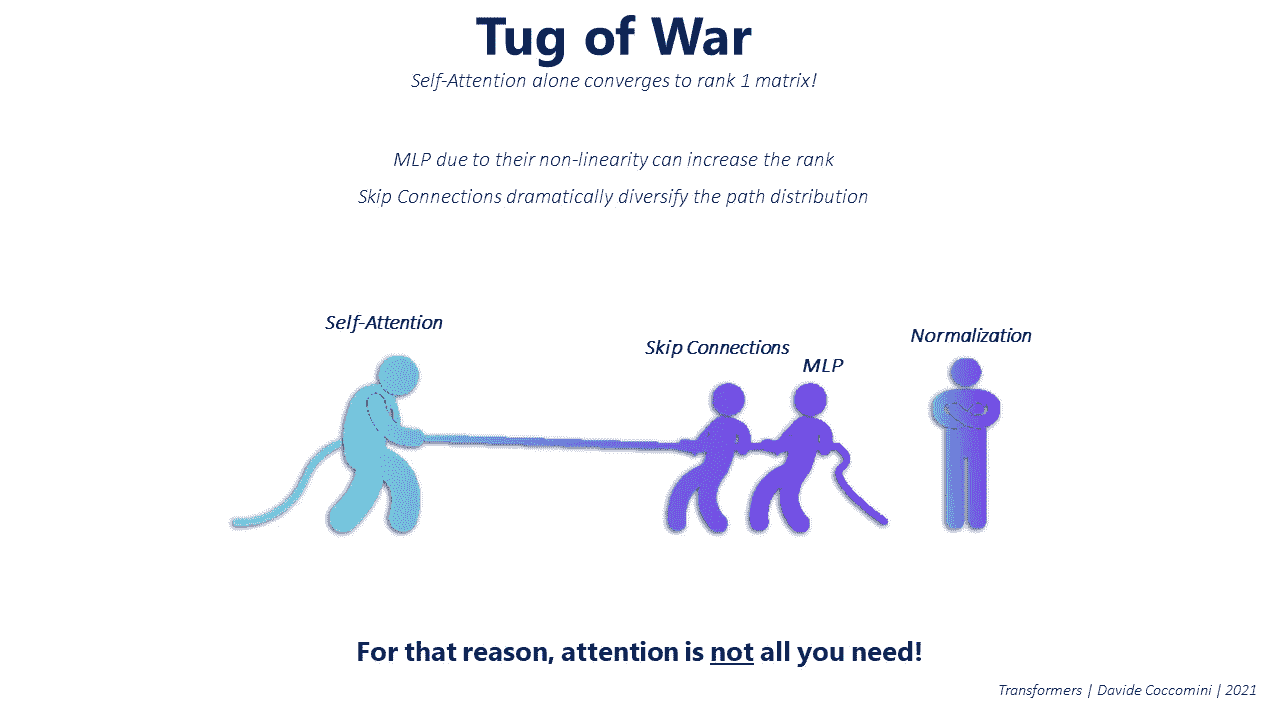 Tug of War
Self-Attention alone converges to rank 1 matrix!
MLP due to their non-linearity can increase the rank
Skip Connections dramatically diversify the path distribution
Self-Attention
Skip Connections
MLP
Normalization
For that reason, attention is not all you need!
Transformers | Davide Coccomini | 2021